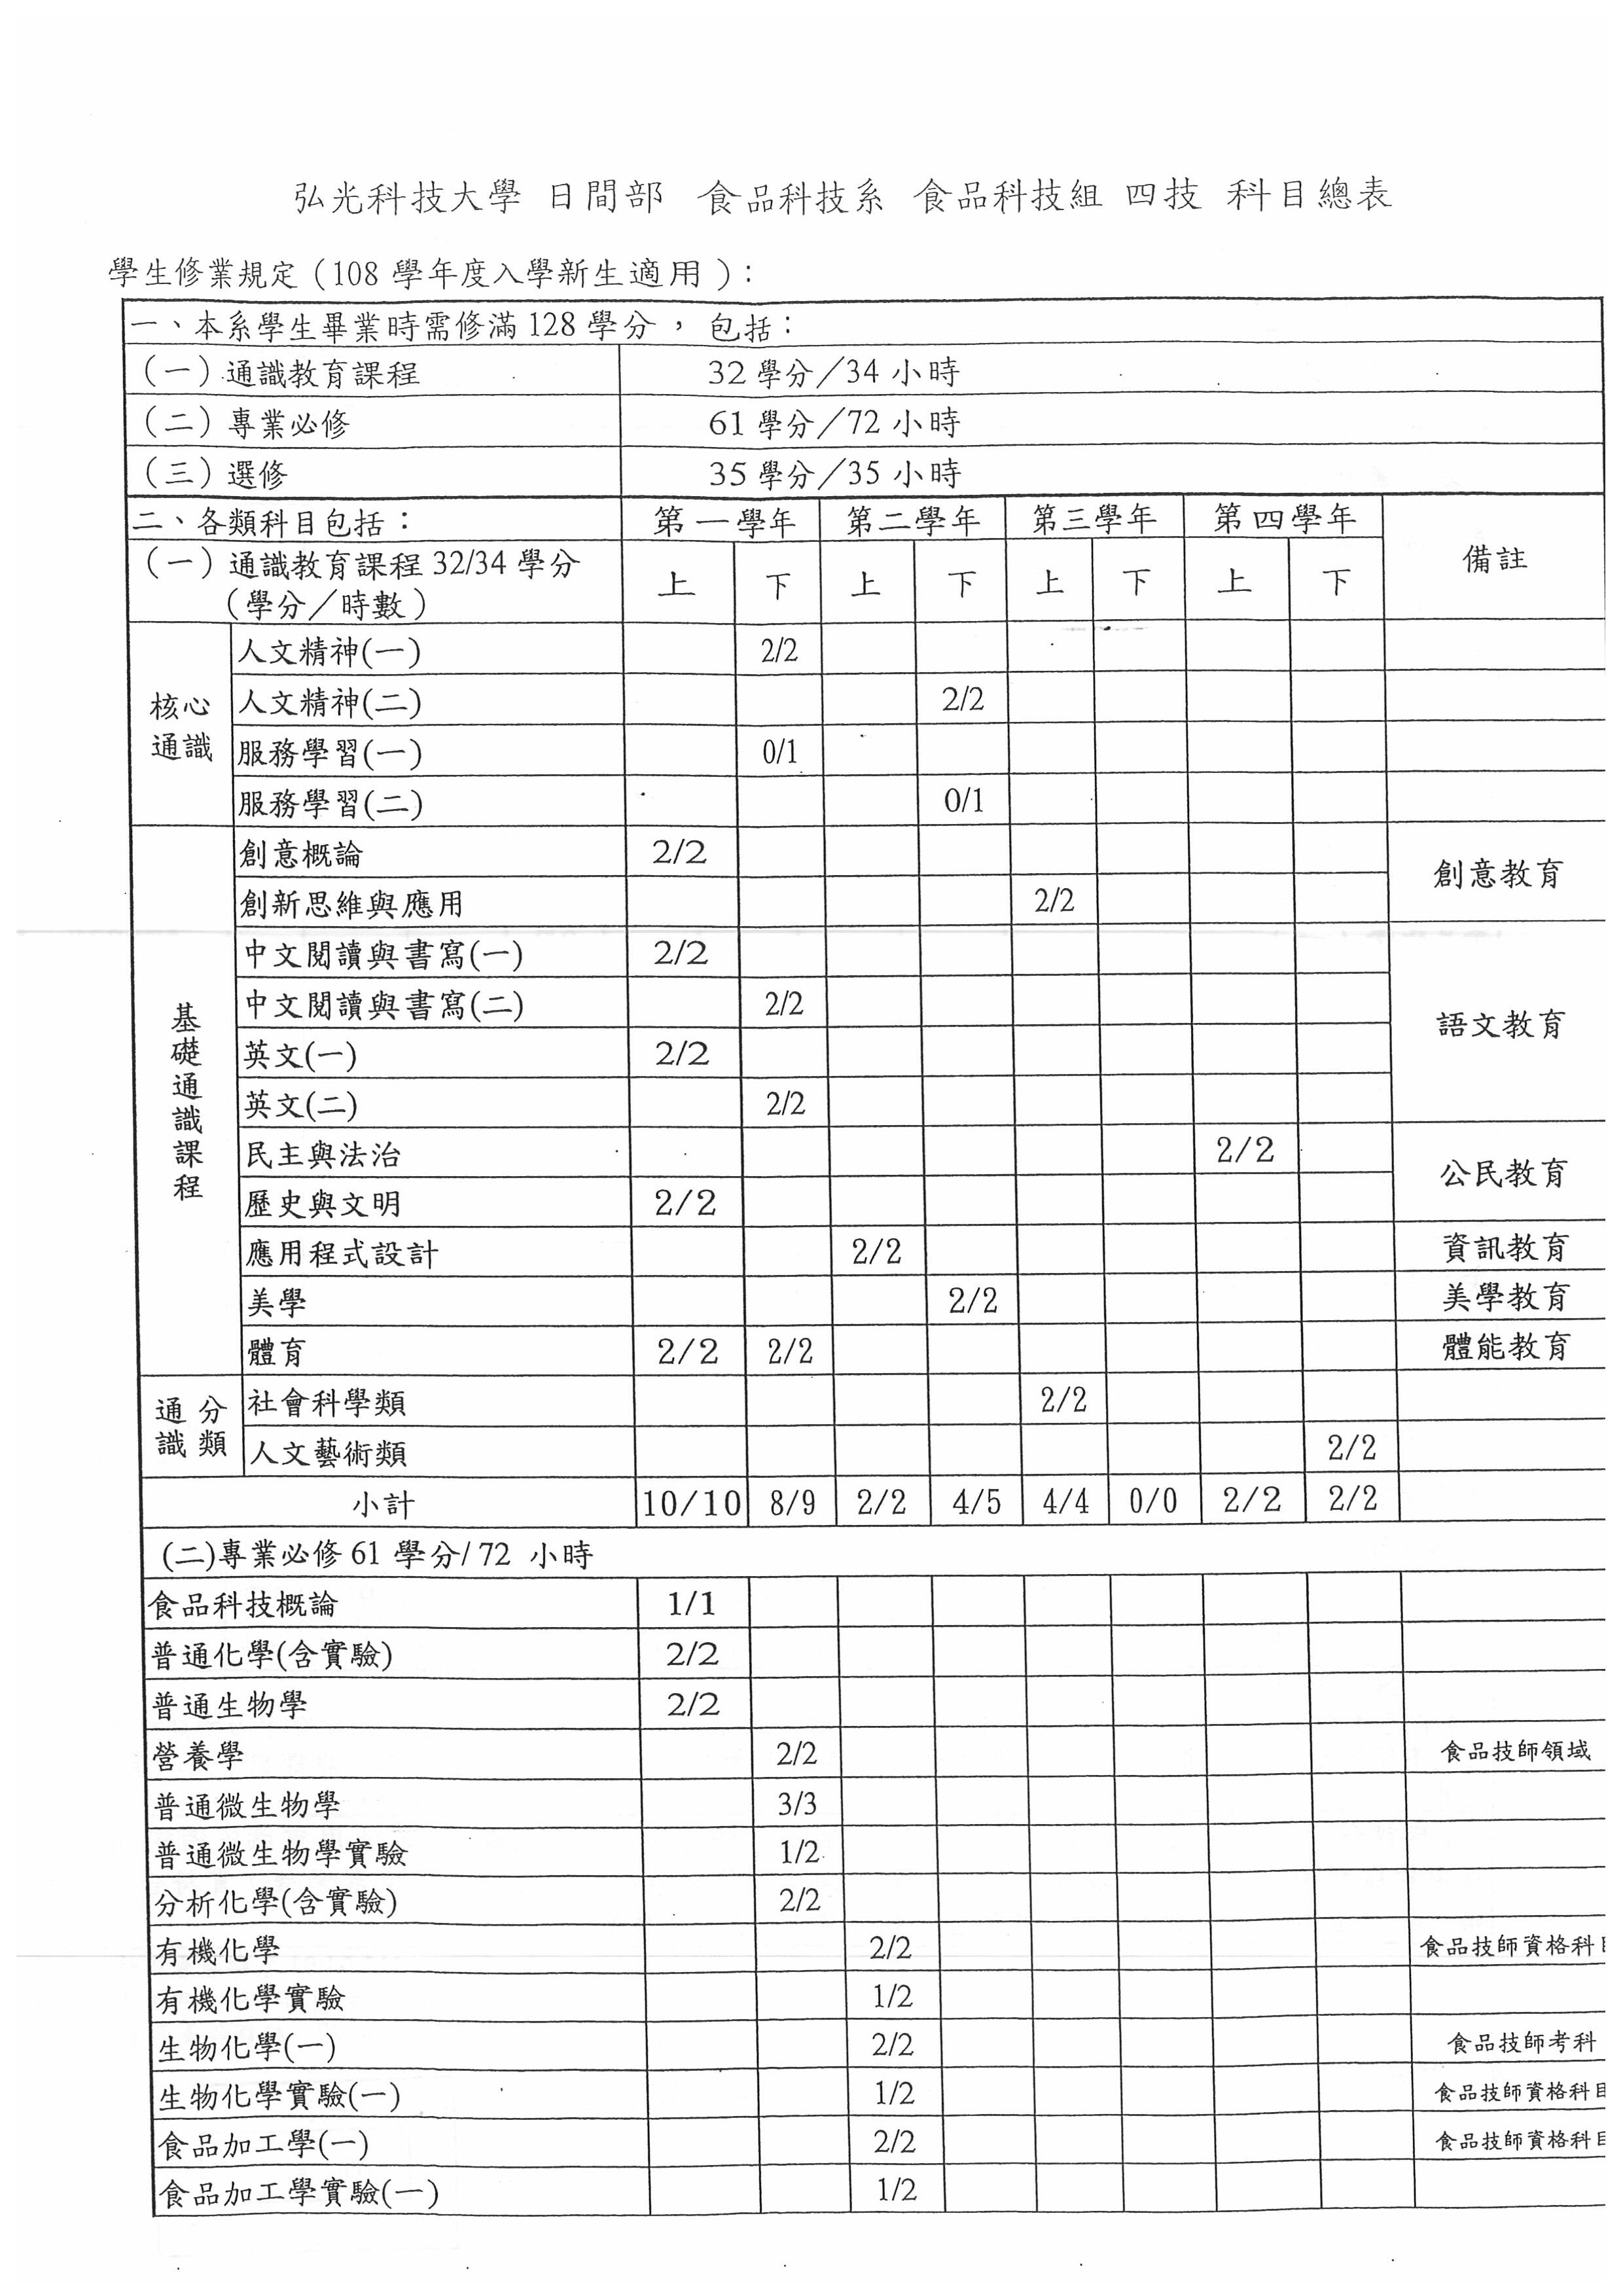 弘光科技大學 日間部 食品科技系 食品科技組 四技 科目總表
學生修業規定(108 學年度入學新生適用 ):
一、本系學生畢業時需修滿 128 學分, 包括:
(一)通識教育課程 32 學分/34 小時
(二)專業必修 61 學分/72 小時
(三)選修 35 學分/35 小時
二、各類科目包括: 第一學年 第二學年 第三學年 第四學年 備註
(一)通識教育課程 32/34 學分
(學分/時數) 上 下 上 下 上 下 上 下
核心通識
人文精神(一) 2/2
人文精神(二) 2/2
服務學習(一) 0/1
服務學習(二) 0/1
基礎通識課程
創意概論 2/2 創意教育
創新思維與應用 2/2
中文閱讀與書寫(一) 2/2 語文教育
中文閱讀與書寫(二) 2/2
英文(一) 2/2
英文(二) 2/2
民主與法治 2/2 公民教育
歷史與文明 2/2
應用程式設計 2/2 資訊教育
美學 2/2 美學教育
體育 2/2 2/2 體能教育
分類通識
社會科學類 2/2
人文藝術類 2/2
小計 10/10 8/9 2/2 4/5 4/4 0/0 2/2 2/2
(二)專業必修 61 學分/ 72 小時
食品科技概論 1/1
普通化學(含實驗) 2/2
普通生物學 2/2
營養學 2/2 食品技師領域
普通微生物學 3/3
普通微生物學實驗 1/2
分析化學(含實驗) 2/2
有機化學 2/2 食品技師資格科目
有機化學實驗 1/2
生物化學(一) 2/2 食品技師考科
生物化學實驗(一) 1/2 食品技師資格科目
食品加工學(一) 2/2 食品技師資格科目
食品加工學實驗(一) 1/2